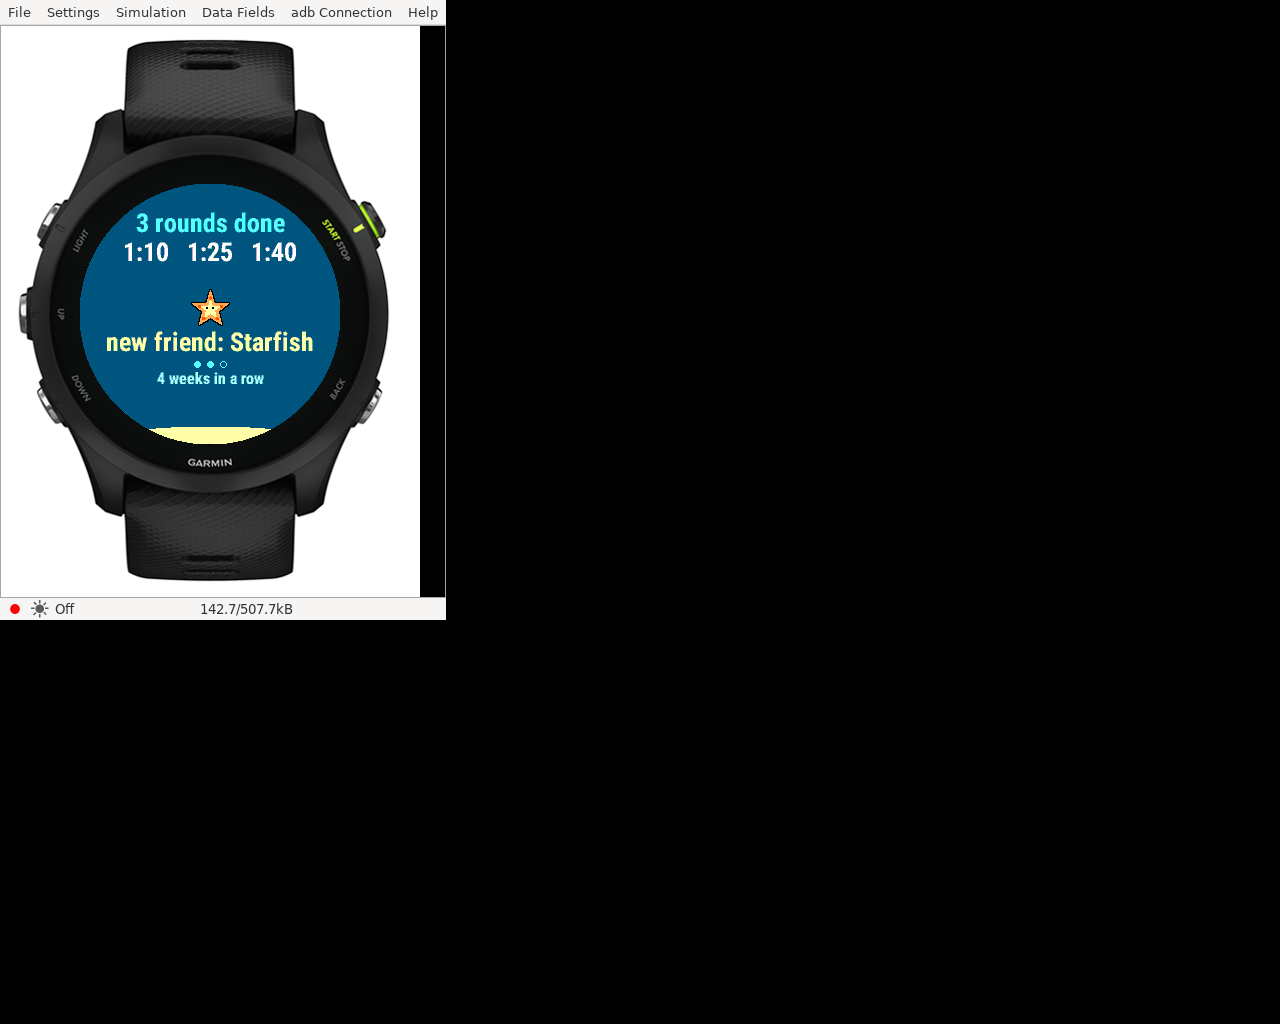 File Settings Simulation Data Fields adb Connection Help
3 rounds done
1:10 1:25 1:40
new friend: Starfish
4 weeks in a row
LIGHT
START STOP
UP
DOWN
BACK
GARMIN
Off 142.7/507.7kB